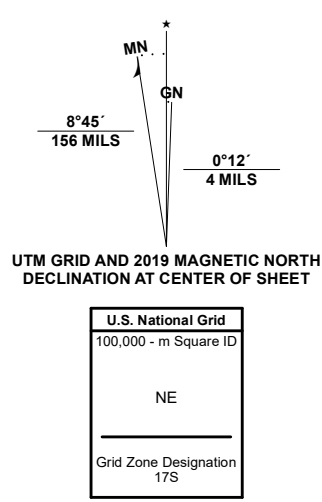 MN
GN
8°45´
156 MILS
0°12´
4 MILS
UTM GRID AND 2019 MAGNETIC NORTH
DECLINATION AT CENTER OF SHEET
U.S. National Grid
100,000 - m Square ID
NE
Grid Zone Designation
17S